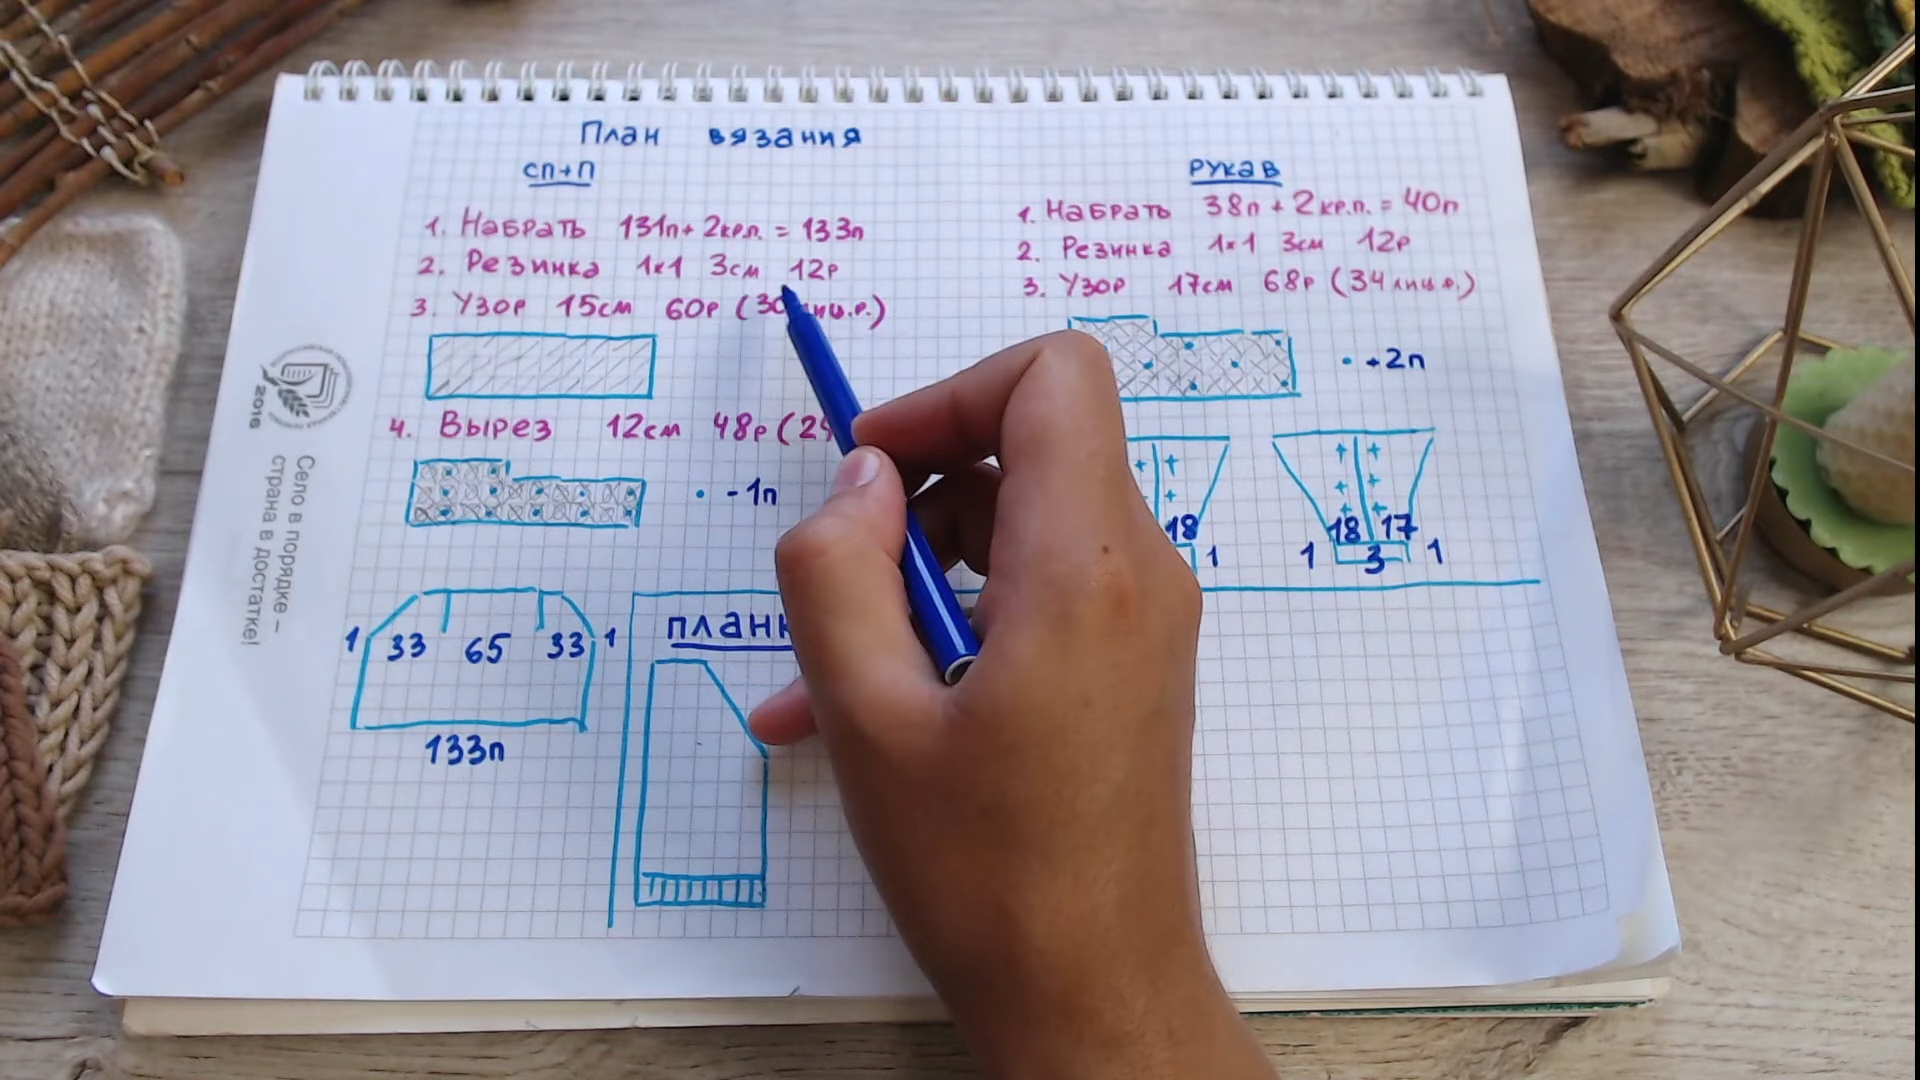 План вязания
СП+П
1. Набрать 131п + 2кр.п. = 133п
2. Резинка 1x1 3см 12р
3. Узор 15см 60р (30 лиц.р.)
4. Вырез 12см 48р (24
- 1п
1 33 65 33 1
133п
РУКАВ
1. Набрать 38п + 2кр.п. = 40п
2. Резинка 1x1 3см 12р
3. Узор 17см 68р (34 лиц.р.)
+2п
18 1
18 17
1 3 1
планк
2016
Село в порядке –
страна в достатке!